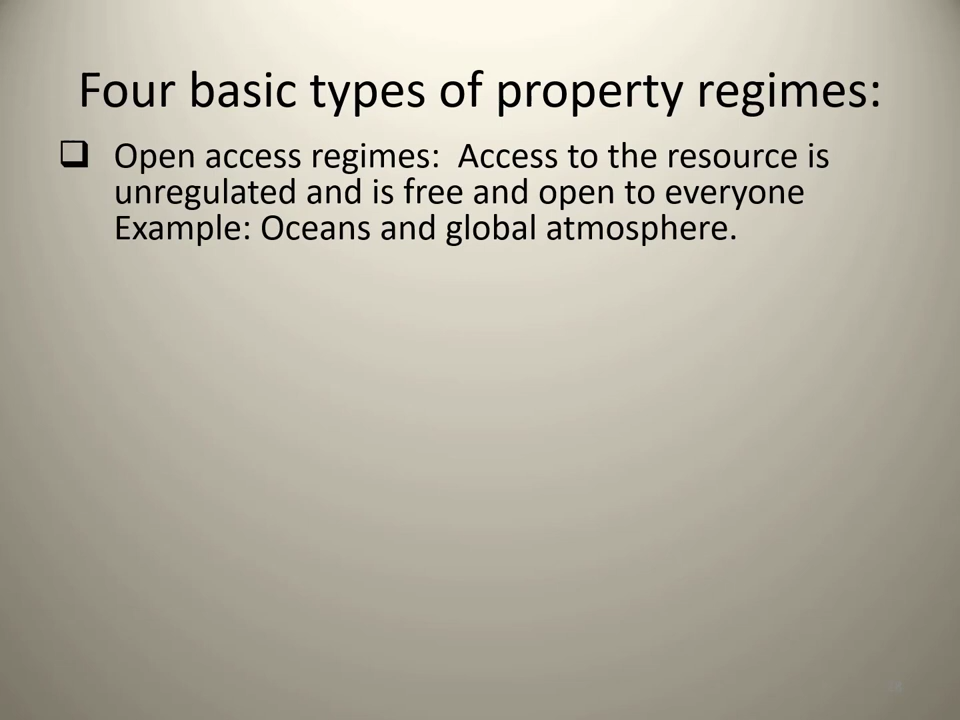 Four basic types of property regimes:
❑ Open access regimes:  Access to the resource is
unregulated and is free and open to everyone
Example: Oceans and global atmosphere.